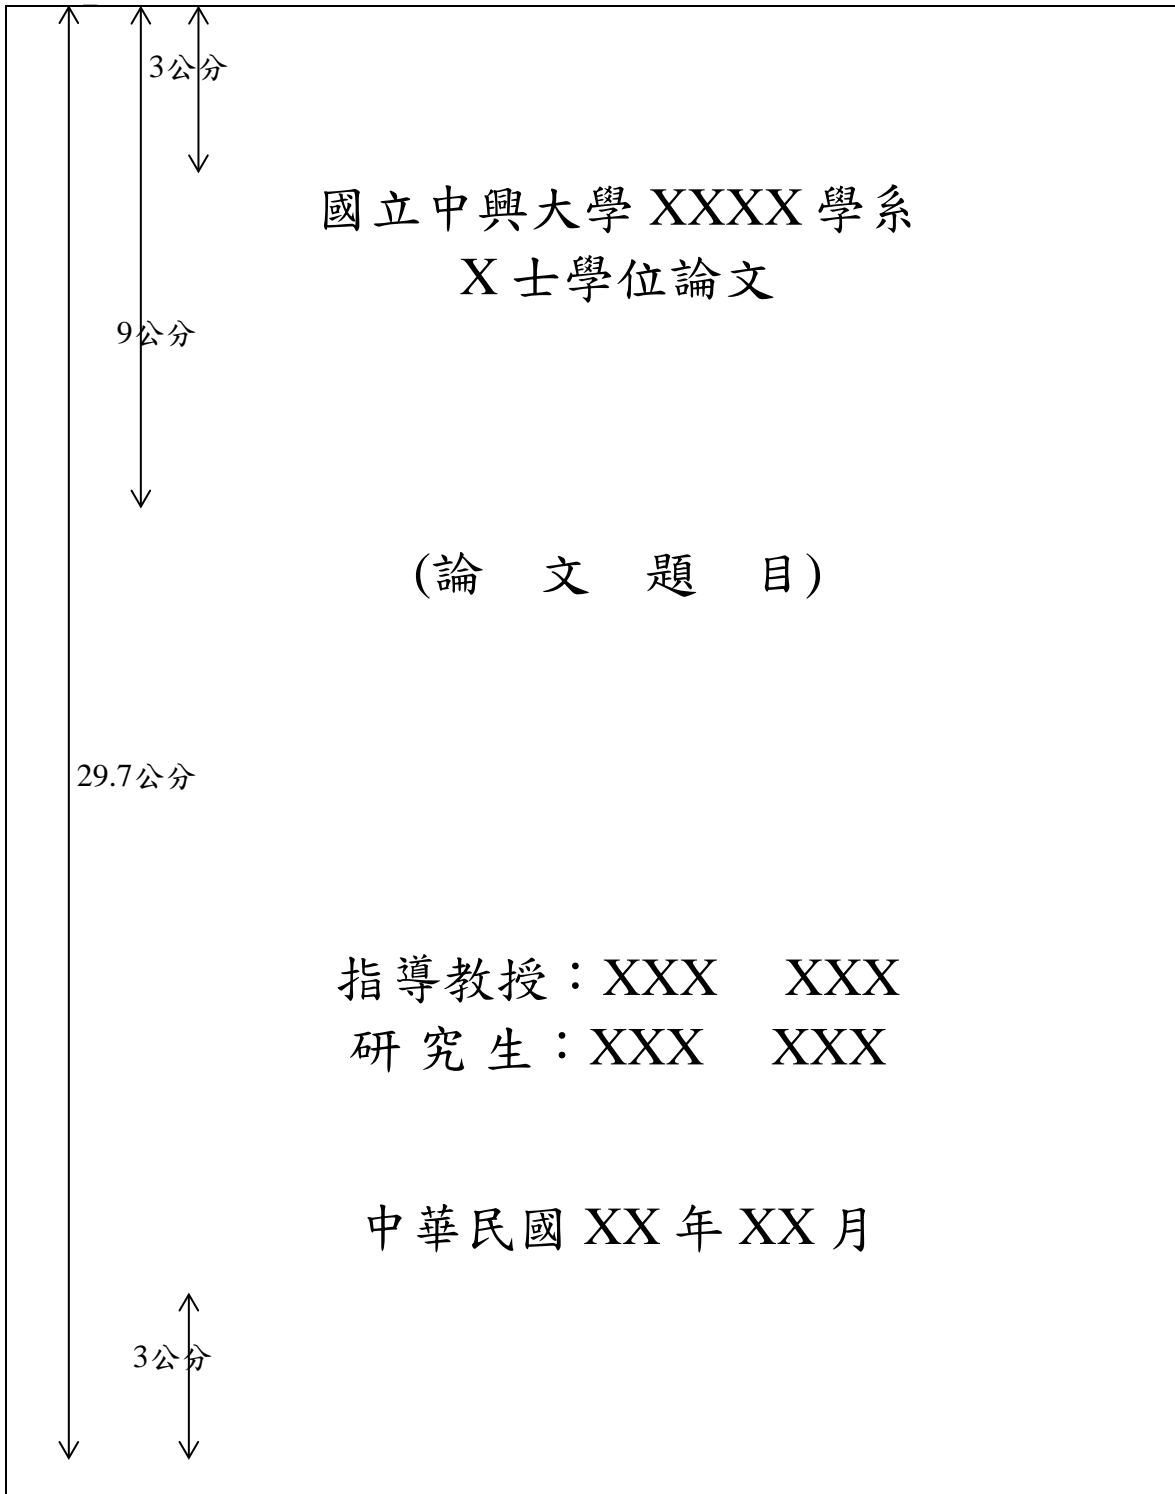 3公分
國立中興大學 XXXX 學系
X 士學位論文
9公分
(論　文　題　目)
29.7公分
指導教授：XXX　XXX
研 究 生：XXX　XXX
中華民國 XX 年 XX 月
3公分